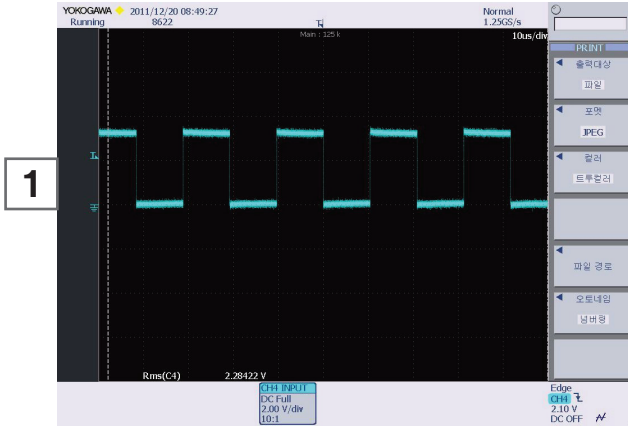 YOKOGAWA 2011/12/20 08:49:27 Normal
Running 8622 1.25GS/s
Main : 125 k 10us/div
PRINT
출력대상
파일
포맷
JPEG
컬러
트루컬러
파일 경로
오토네임
넘버링
1
Rms(C4) 2.28422 V
CH4 INPUT
DC Full
2.00 V/div
10:1
Edge
CH4
2.10 V
DC OFF